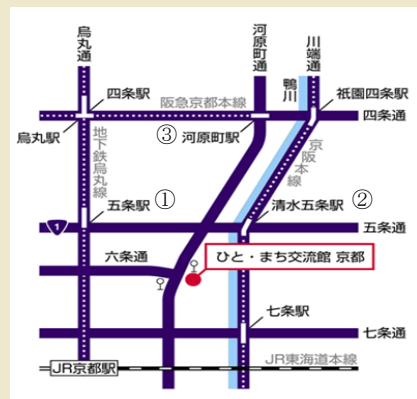 烏丸通
河原町通
鴨川
川端通
四条駅
阪急京都本線
祇園四条駅
四条通
烏丸駅
③
河原町駅
地下鉄烏丸線
京阪本線
五条駅
①
清水五条駅
②
1
五条通
六条通
ひと・まち交流館 京都
七条駅
七条通
JR東海道本線
JR京都駅